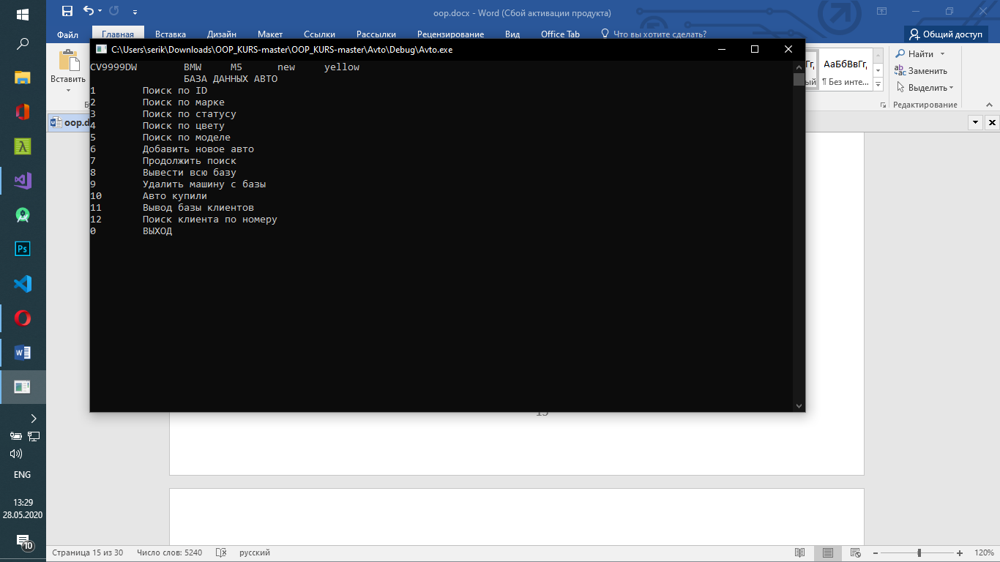 oop.docx - Word (Сбой активации продукта)
Файл Главная Вставка Дизайн Макет Ссылки Рассылки Рецензирование Вид Office Tab Что вы хотите сделать? Общий доступ
C:\Users\serik\Downloads\OOP_KURS-master\OOP_KURS-master\Avto\Debug\Avto.exe
Вставить
АаБбВвГг,
¶ Без инте...
Найти
Заменить
Выделить
Редактирование
oop.d
CV9999DW BMW M5 new yellow
БАЗА ДАННЫХ АВТО
1 Поиск по ID
2 Поиск по марке
3 Поиск по статусу
4 Поиск по цвету
5 Поиск по моделе
6 Добавить новое авто
7 Продолжить поиск
8 Вывести всю базу
9 Удалить машину с базы
10 Авто купили
11 Вывод базы клиентов
12 Поиск клиента по номеру
0 ВЫХОД
Ps
ENG
13:29
28.05.2020
10
Страница 15 из 30 Число слов: 5240 русский 120%